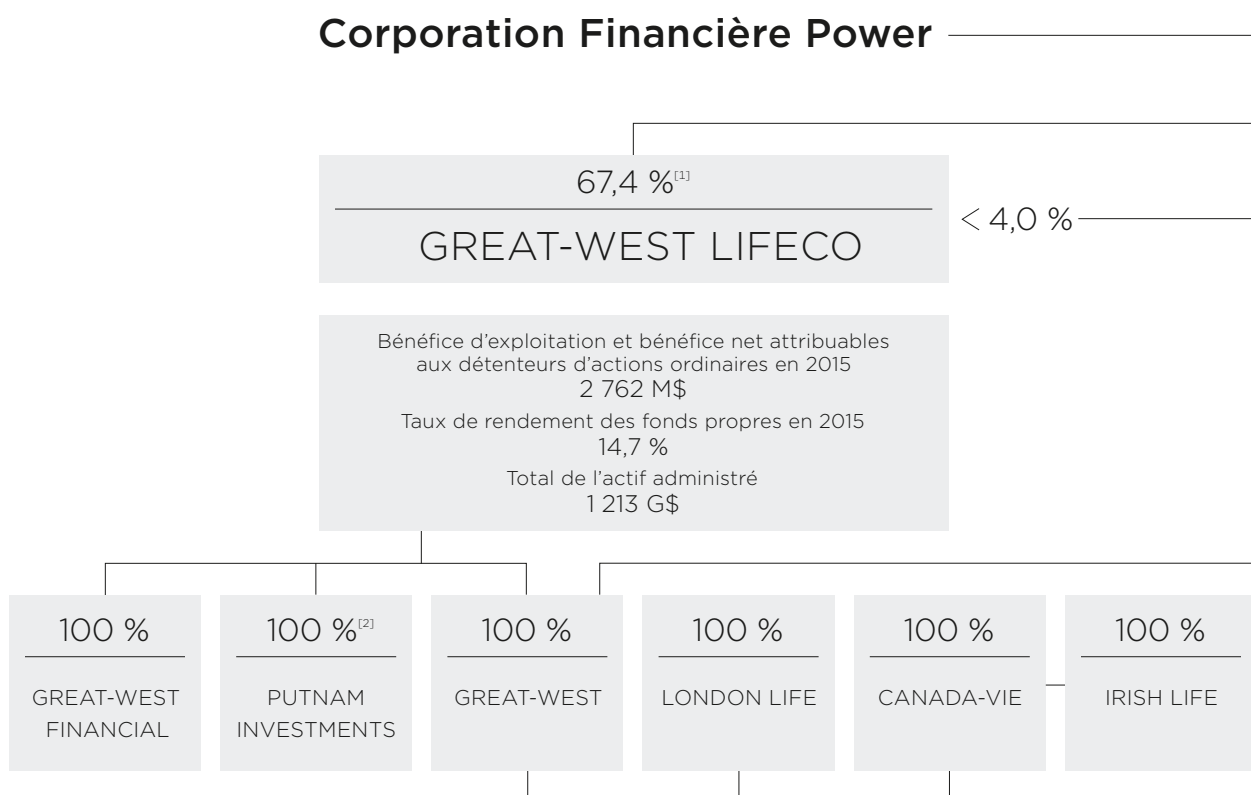 Corporation Financière Power
67,4 %[1]
< 4,0 %
GREAT-WEST LIFECO
Bénéfice d'exploitation et bénéfice net attribuables
aux détenteurs d'actions ordinaires en 2015
2 762 M$
Taux de rendement des fonds propres en 2015
14,7 %
Total de l'actif administré
1 213 G$
100 %
GREAT-WEST
FINANCIAL
100 %[2]
PUTNAM
INVESTMENTS
100 %
GREAT-WEST
100 %
LONDON LIFE
100 %
CANADA-VIE
100 %
IRISH LIFE